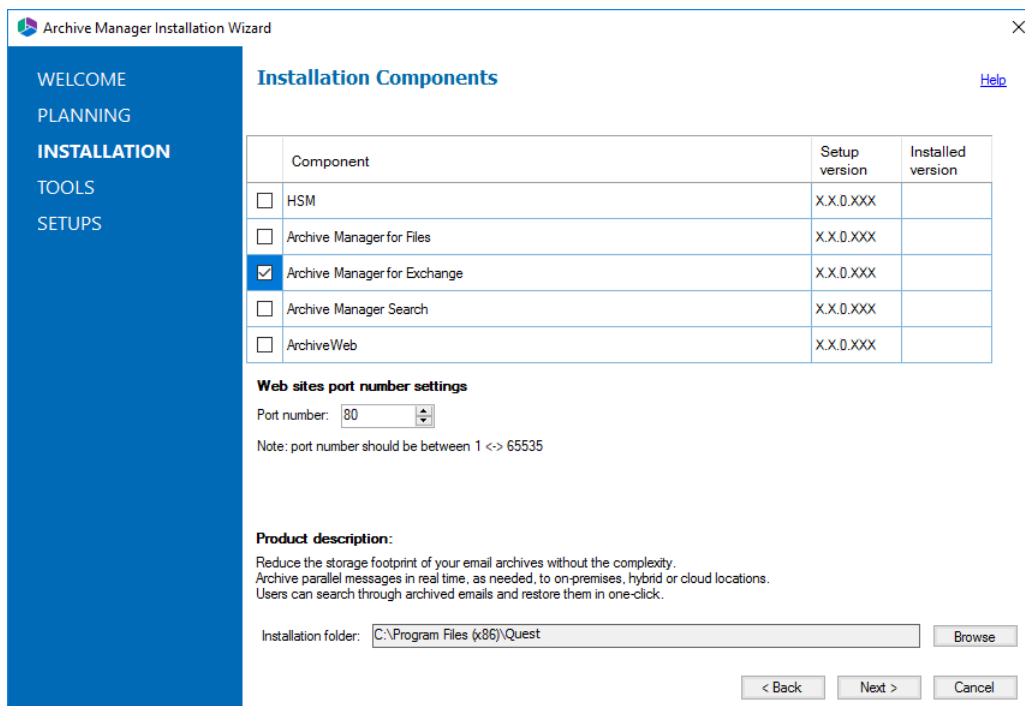 Archive Manager Installation Wizard
WELCOME
PLANNING
INSTALLATION
TOOLS
SETUPS
Installation Components
Help
Component
Setup version
Installed version
HSM
X.X.0.XXX
Archive Manager for Files
X.X.0.XXX
Archive Manager for Exchange
X.X.0.XXX
Archive Manager Search
X.X.0.XXX
ArchiveWeb
X.X.0.XXX
Web sites port number settings
Port number: 80
Note: port number should be between 1 <-> 65535
Product description:
Reduce the storage footprint of your email archives without the complexity.
Archive parallel messages in real time, as needed, to on-premises, hybrid or cloud locations.
Users can search through archived emails and restore them in one-click.
Installation folder: C:\Program Files (x86)\Quest
Browse
< Back
Next >
Cancel